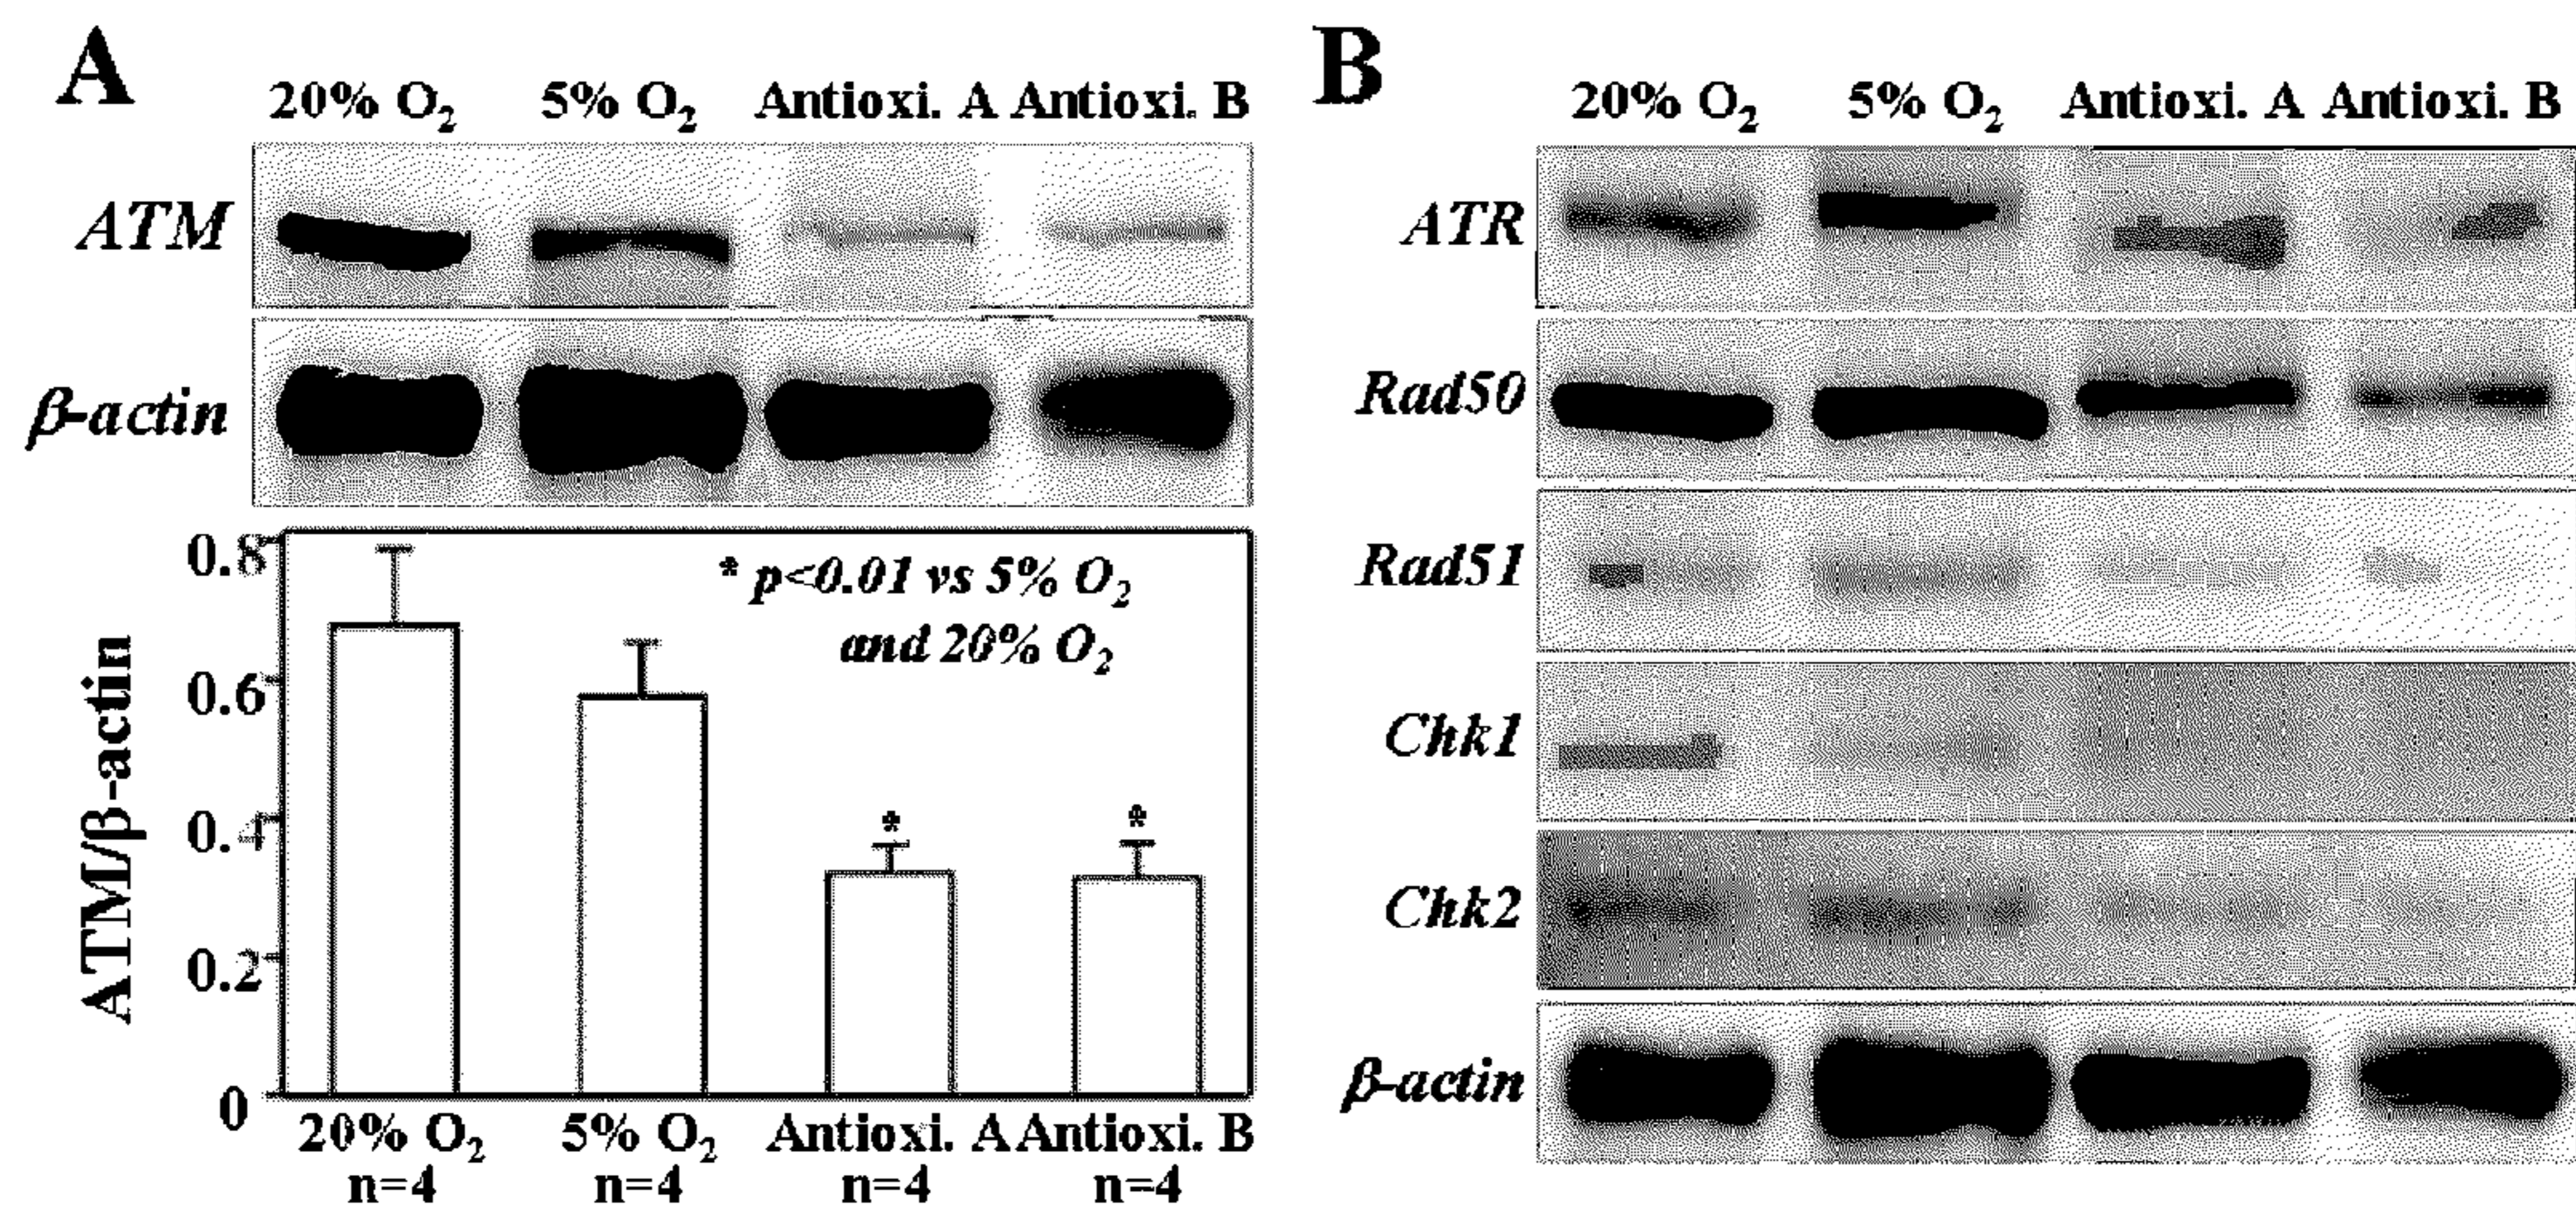 A
20% O₂ 5% O₂ Antioxi. A Antioxi. B
ATM
β-actin
0.8
0.6
0.4
0.2
0
ATM/β-actin
* p<0.01 vs 5% O₂
and 20% O₂
* *
20% O₂ 5% O₂ Antioxi. A Antioxi. B
n=4 n=4 n=4 n=4
B
20% O₂ 5% O₂ Antioxi. A Antioxi. B
ATR
Rad50
Rad51
Chk1
Chk2
β-actin